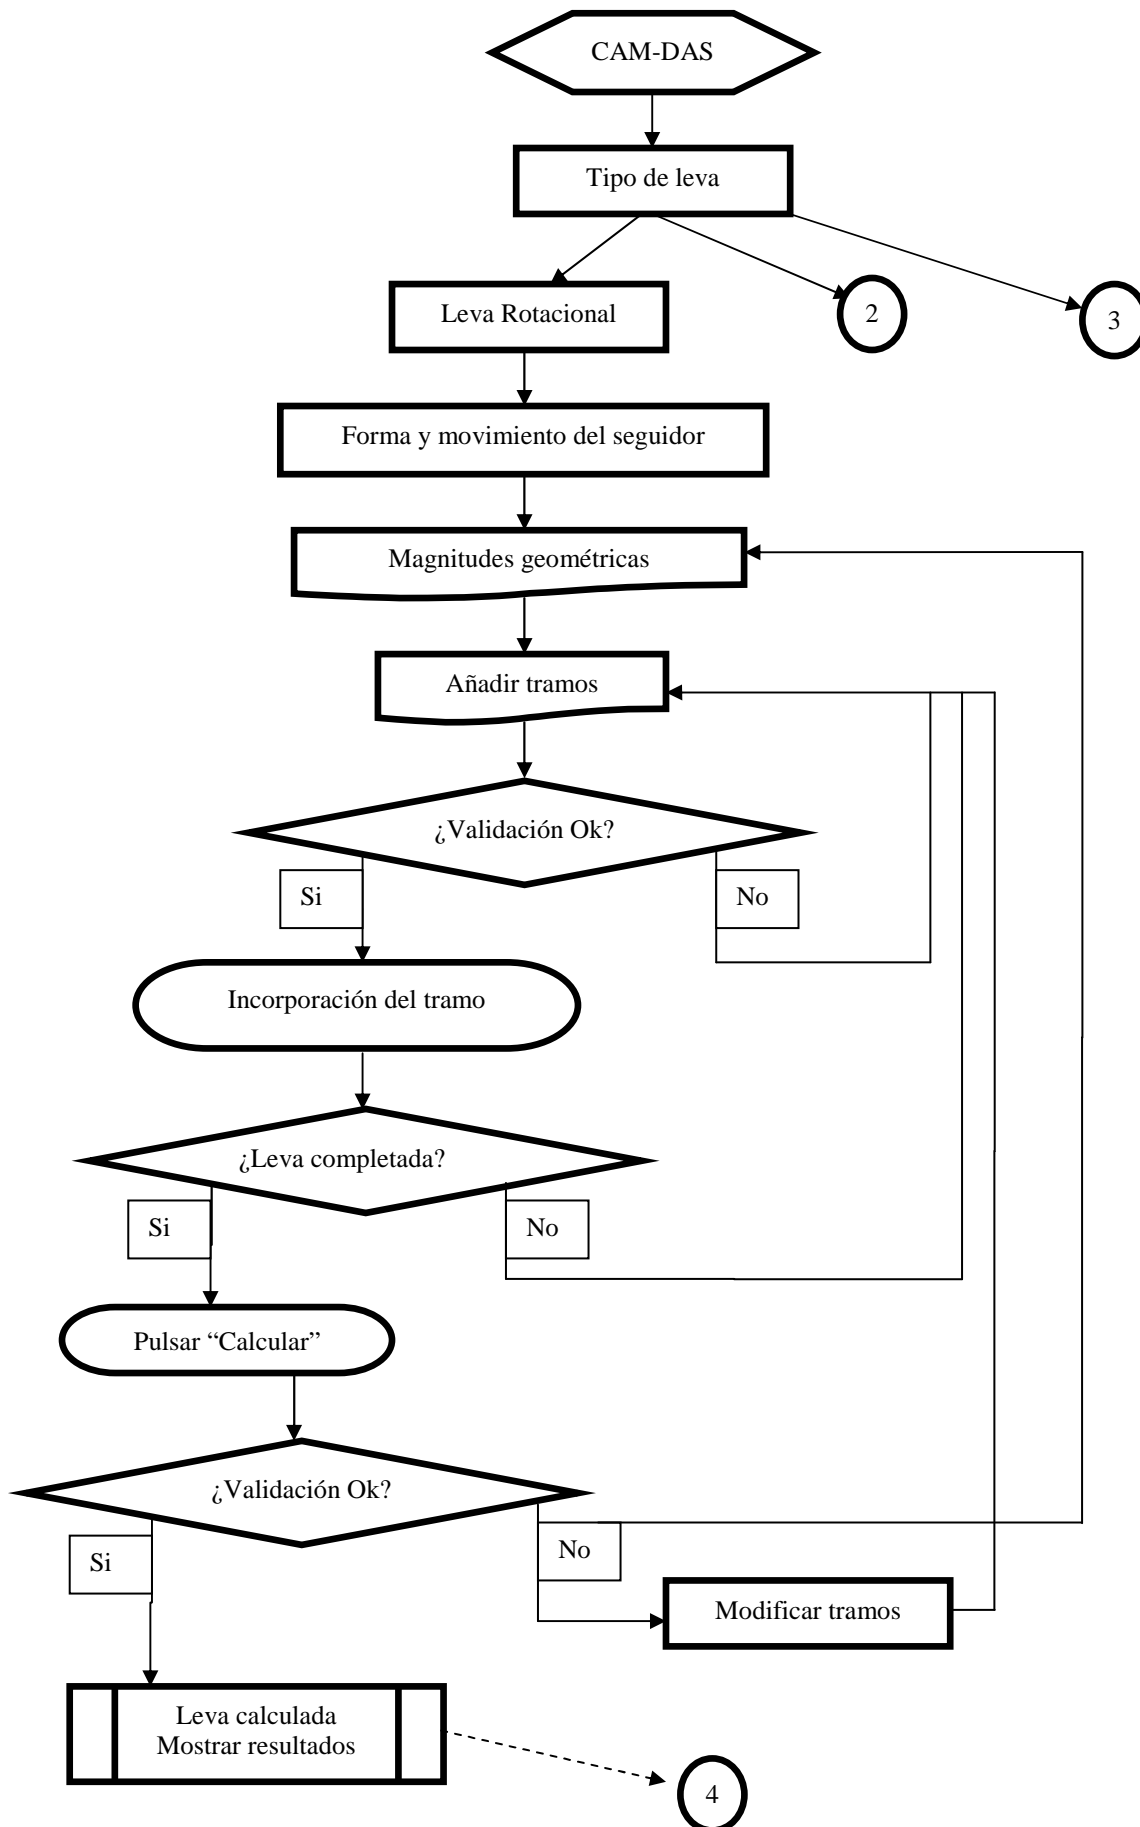 CAM-DAS
Tipo de leva
Leva Rotacional
2
3
Forma y movimiento del seguidor
Magnitudes geométricas
Añadir tramos
¿Validación Ok?
Si
No
Incorporación del tramo
¿Leva completada?
Si
No
Pulsar “Calcular”
¿Validación Ok?
Si
No
Modificar tramos
Leva calculada
Mostrar resultados
4